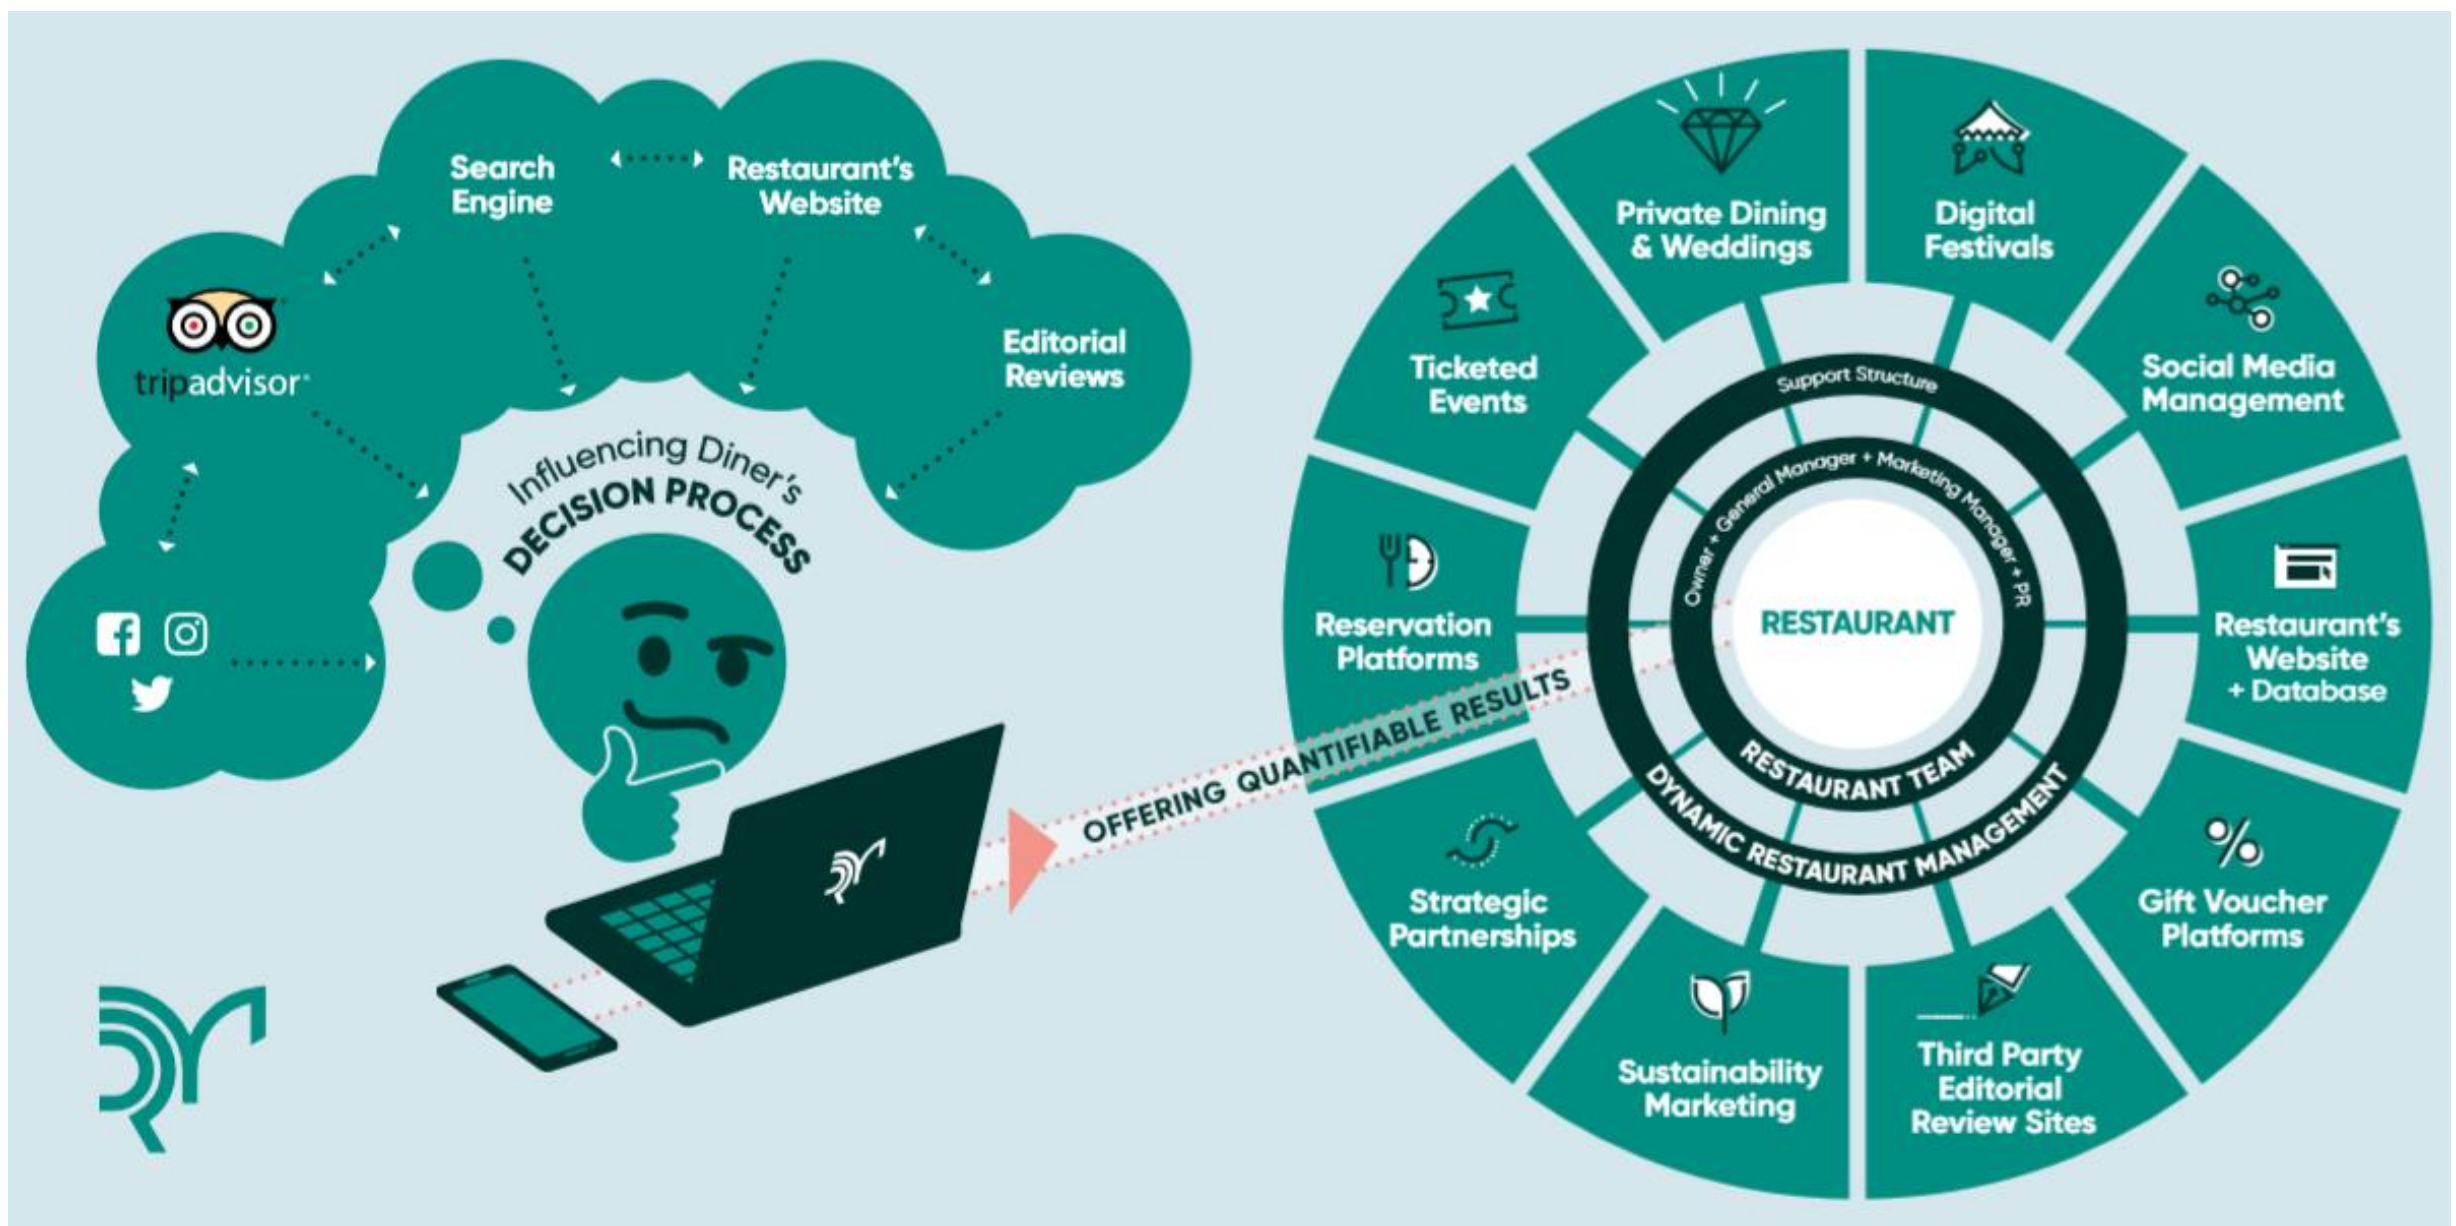 Search
Engine
Restaurant's
Website
tripadvisor
Editorial
Reviews
Influencing Diner's
DECISION PROCESS
OFFERING QUANTIFIABLE RESULTS
Private Dining
& Weddings
Digital
Festivals
Social Media
Management
Restaurant's
Website
+ Database
Gift Voucher
Platforms
Third Party
Editorial
Review Sites
Sustainability
Marketing
Strategic
Partnerships
Reservation
Platforms
Ticketed
Events
Support Structure
DYNAMIC RESTAURANT MANAGEMENT
Owner + General Manager + Marketing Manager + PR
RESTAURANT TEAM
RESTAURANT